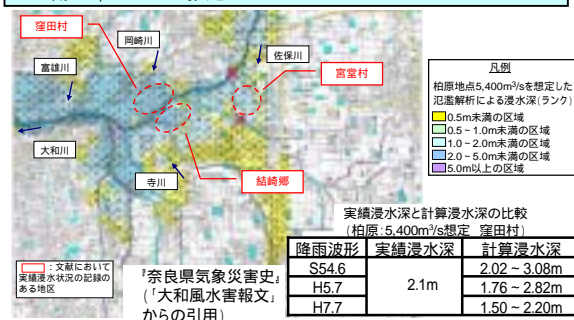 窪田村
岡崎川
佐保川
富雄川
宮堂村
大和川
寺川
結崎郷
凡例
柏原地点5,400m³/sを想定した
氾濫解析による浸水深(ランク)
0.5m未満の区域
0.5~1.0m未満の区域
1.0~2.0m未満の区域
2.0~5.0m未満の区域
5.0m以上の区域
:文献において
実績浸水状況の記録の
ある地区
『奈良県気象災害史』
(「大和風水害報文」
からの引用)
実績浸水深と計算浸水深の比較
(柏原:5,400m³/s想定 窪田村)
降雨波形 実績浸水深 計算浸水深
S54.6 2.1m 2.02~3.08m
H5.7 1.76~2.82m
H7.7 1.50~2.20m